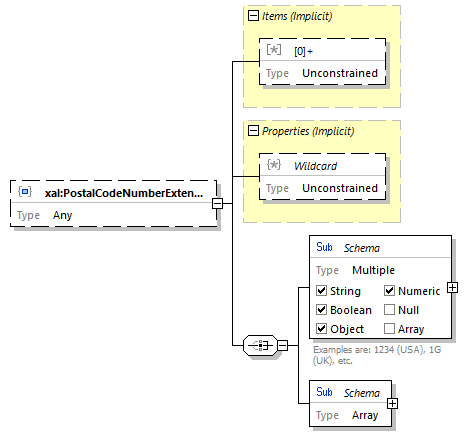 Items (Implicit)
[0]+
Type Unconstrained
Properties (Implicit)
Wildcard
Type Unconstrained
xal:PostalCodeNumberExten...
Type Any
Sub Schema
Type Multiple
String Numeric
Boolean Null
Object Array
Examples are: 1234 (USA), 1G
(UK), etc.
Sub Schema
Type Array